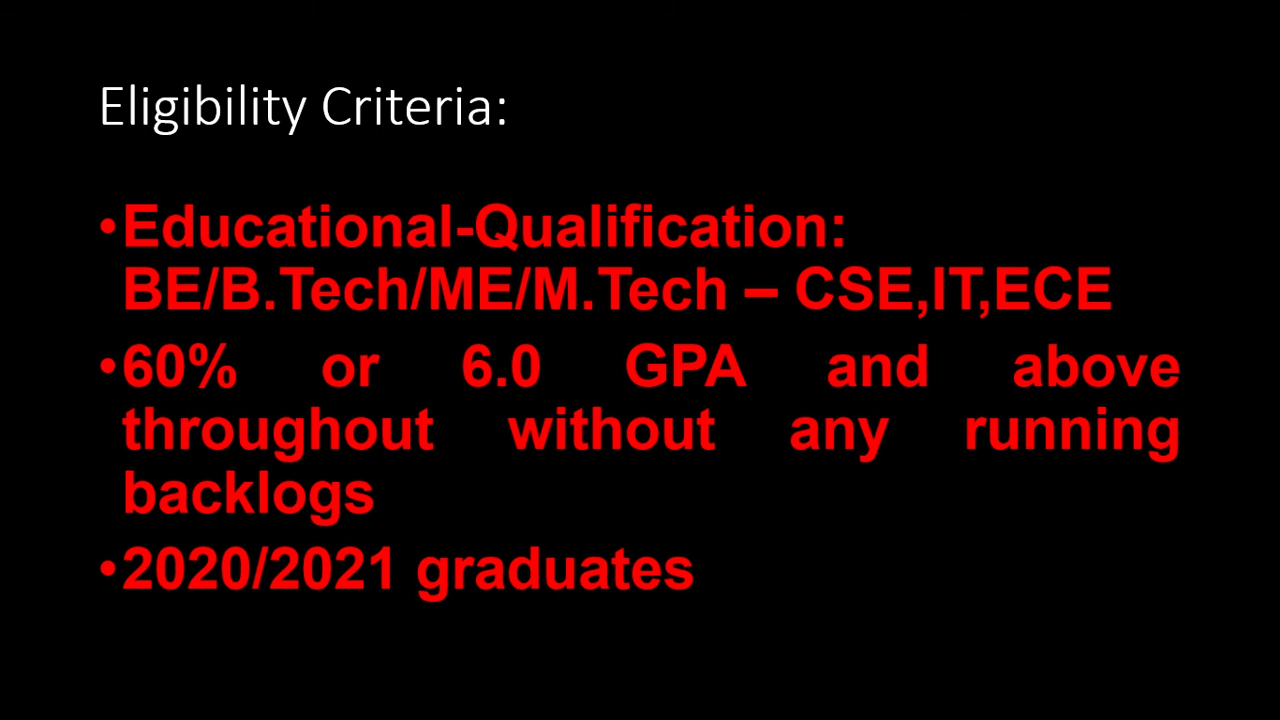 Eligibility Criteria:
•Educational-Qualification:
BE/B.Tech/ME/M.Tech – CSE,IT,ECE
•60% or 6.0 GPA and above
throughout without any running
backlogs
•2020/2021 graduates